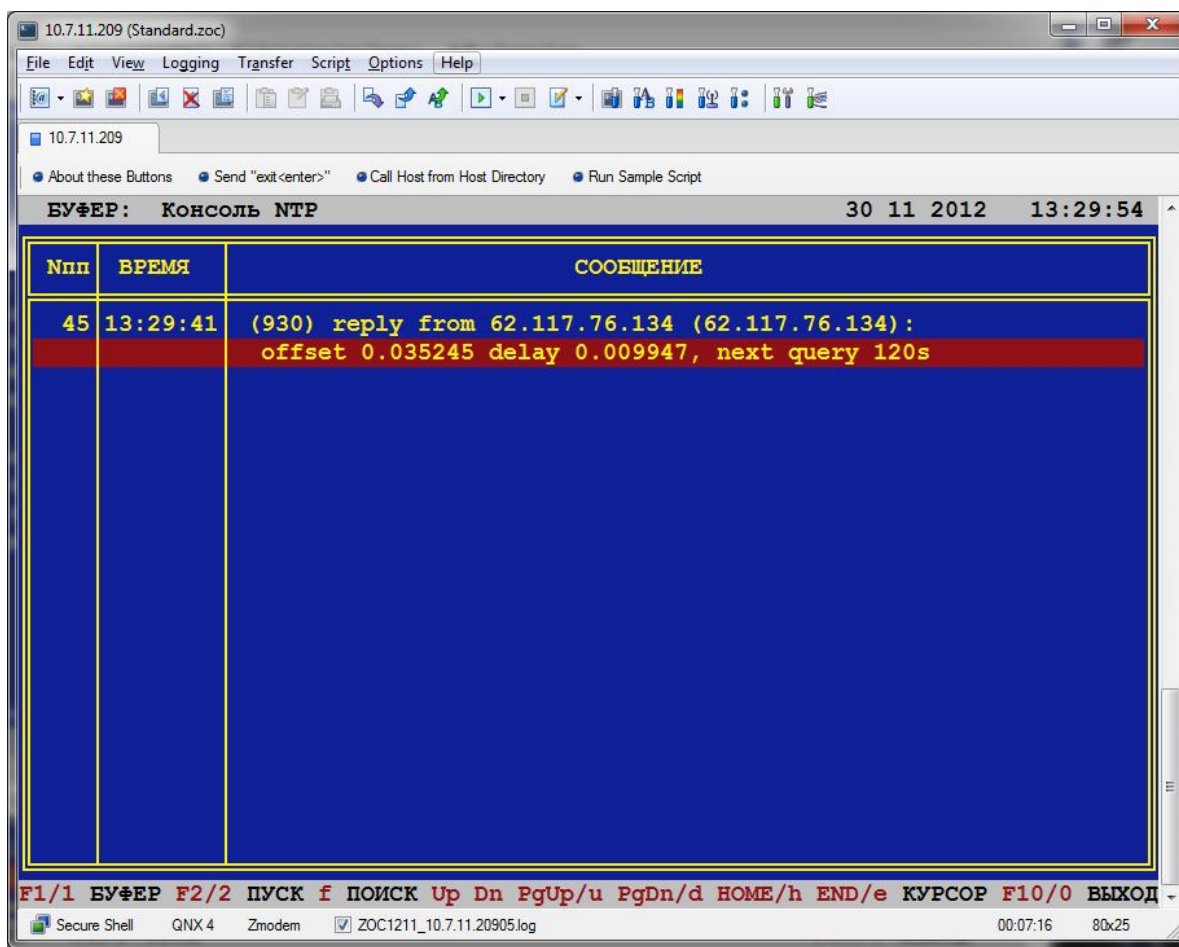 10.7.11.209 (Standard.zoc)
File Edit View Logging Transfer Script Options Help
10.7.11.209
About these Buttons Send "exit<enter>" Call Host from Host Directory Run Sample Script
БУФЕР: Консоль NTP 30 11 2012 13:29:54
Nпп ВРЕМЯ СООБЩЕНИЕ
45 13:29:41 (930) reply from 62.117.76.134 (62.117.76.134):
offset 0.035245 delay 0.009947, next query 120s
F1/1 БУФЕР F2/2 ПУСК f ПОИСК Up Dn PgUp/u PgDn/d HOME/h END/e КУРСОР F10/0 ВЫХОД
Secure Shell QNX 4 Zmodem ZOC1211_10.7.11.20905.log 00:07:16 80x25